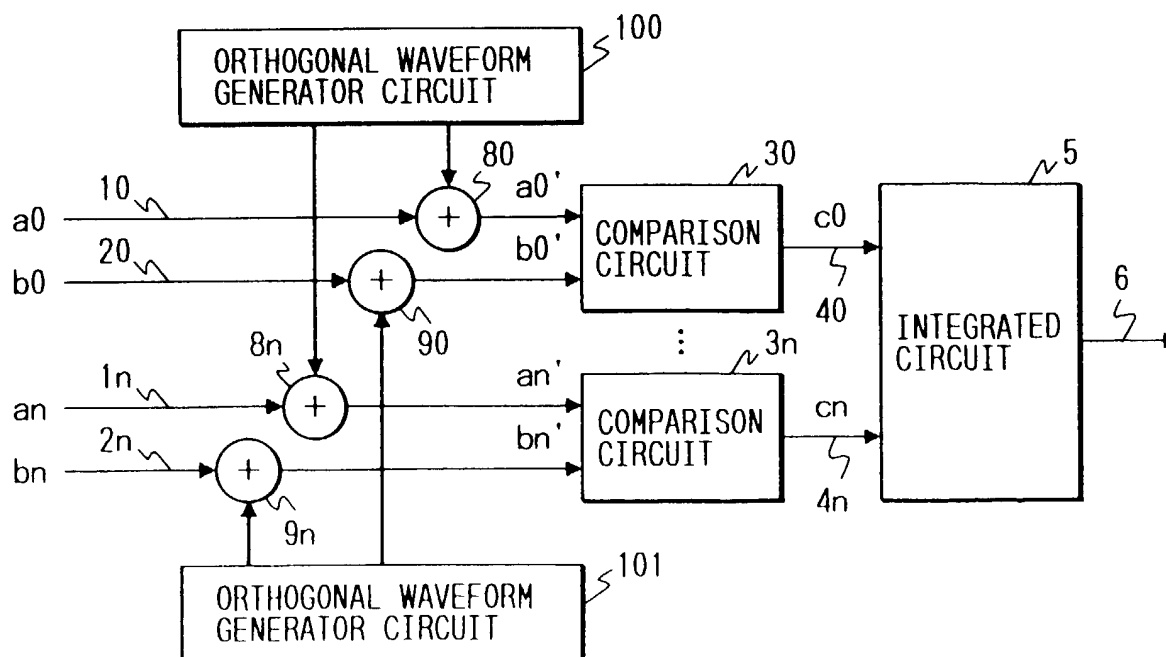 100
ORTHOGONAL WAVEFORM
GENERATOR CIRCUIT
80
30
5
10
a0
a0'
20
b0
b0'
COMPARISON
CIRCUIT
c0
40
90
6
INTEGRATED
CIRCUIT
8n
⋮
3n
1n
an
an'
2n
bn
bn'
COMPARISON
CIRCUIT
cn
4n
9n
101
ORTHOGONAL WAVEFORM
GENERATOR CIRCUIT
+
+
+
+